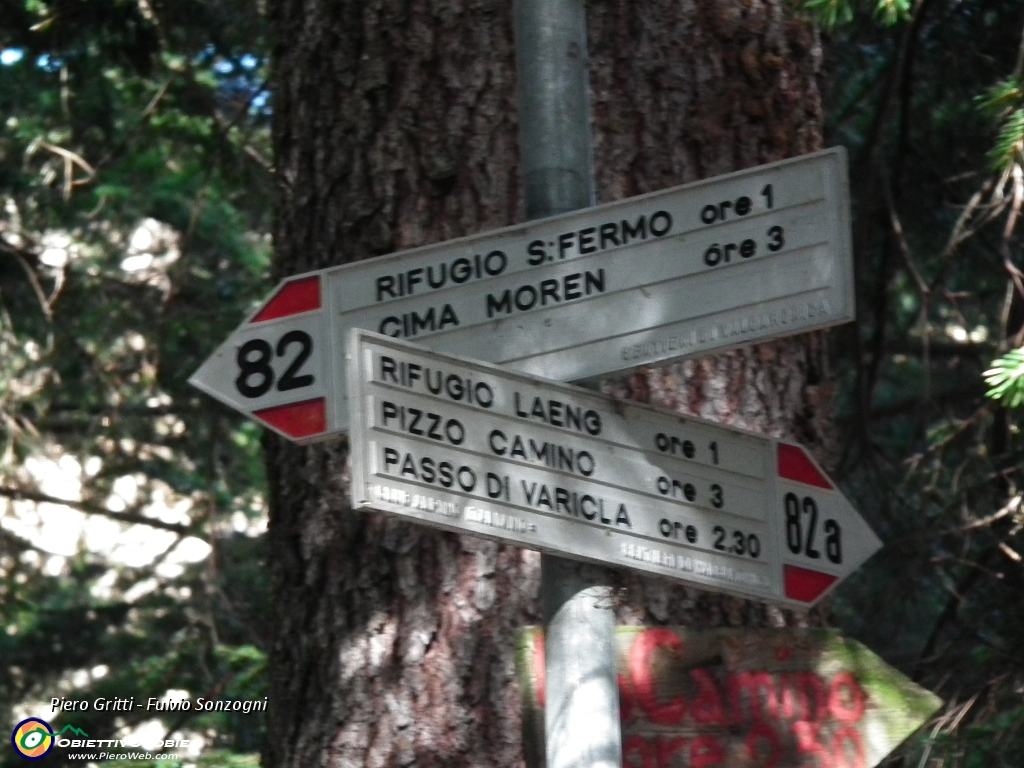 RIFUGIO S:FERMO ore 1
CIMA MOREN ore 3
82
RIFUGIO LAENG ore 1
PIZZO CAMINO ore 3
PASSO DI VARICLA ore 2.30
82a
Camino
ore
Piero Gritti - Fulvio Sonzogni
www.PieroWeb.com